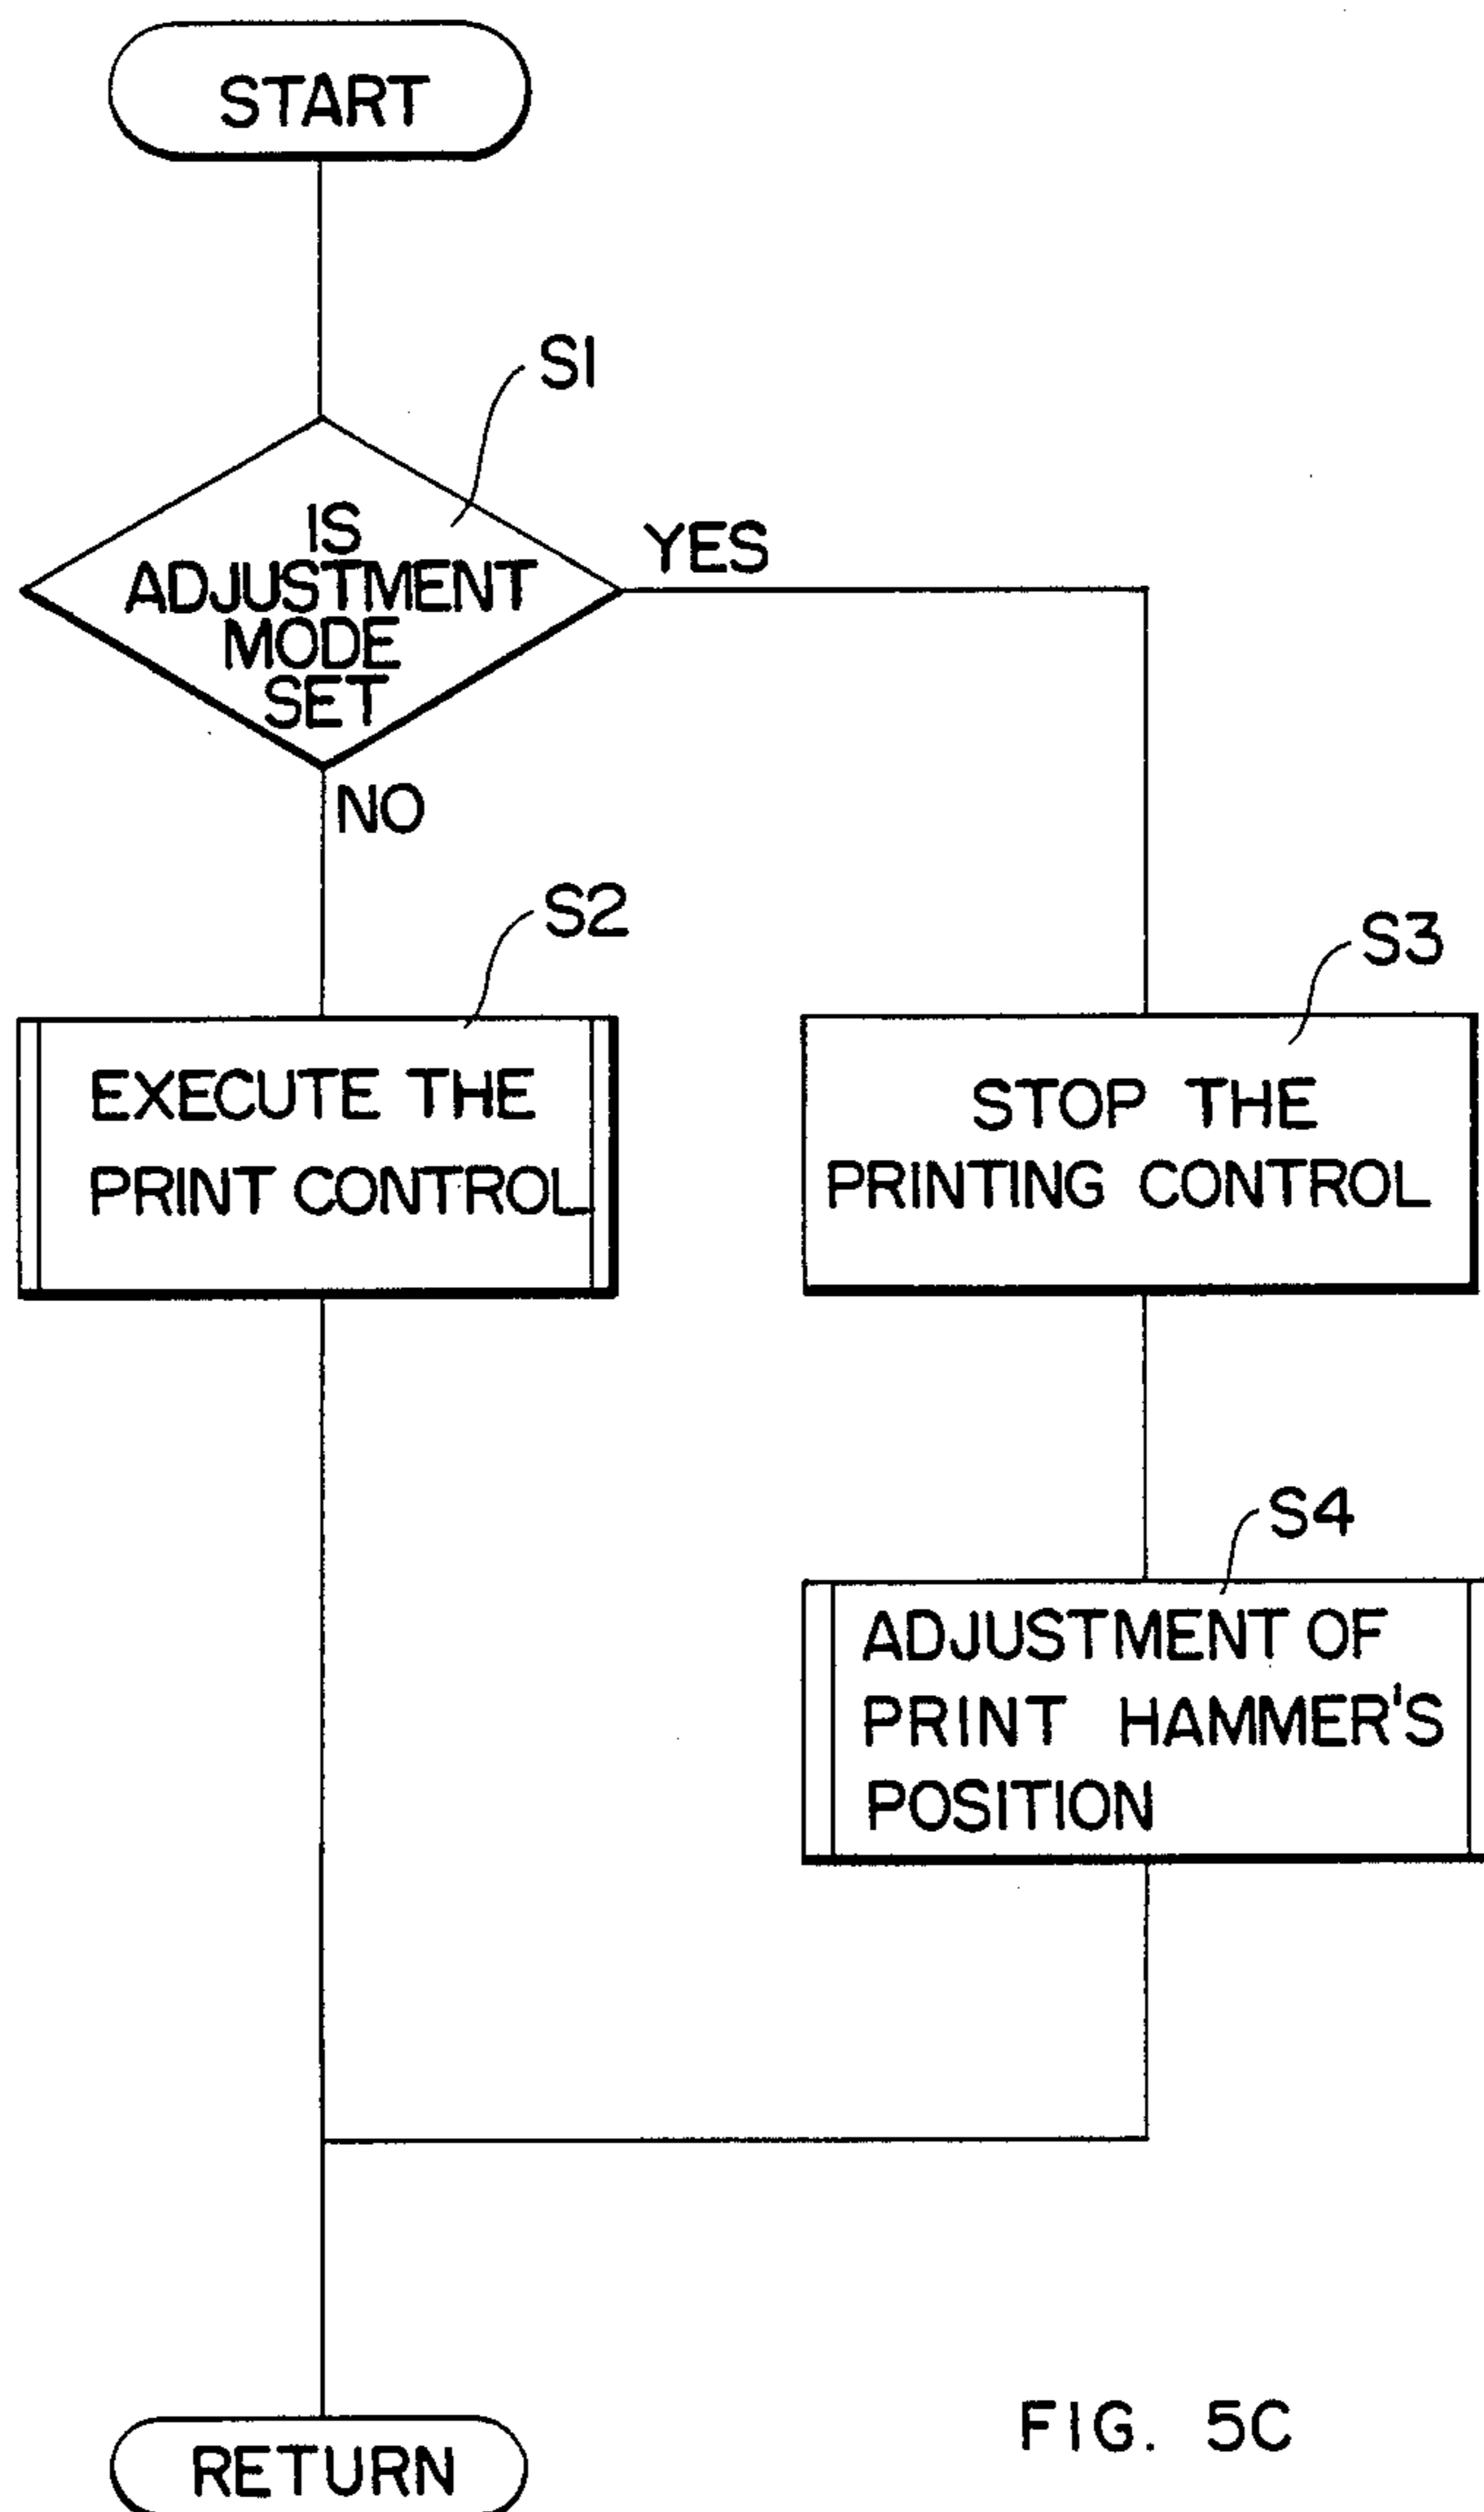 START
S1
IS
ADJUSTMENT
MODE
SET
YES
NO
S2
EXECUTE THE
PRINT CONTROL
S3
STOP THE
PRINTING CONTROL
S4
ADJUSTMENT OF
PRINT HAMMER'S
POSITION
RETURN
FIG. 5C